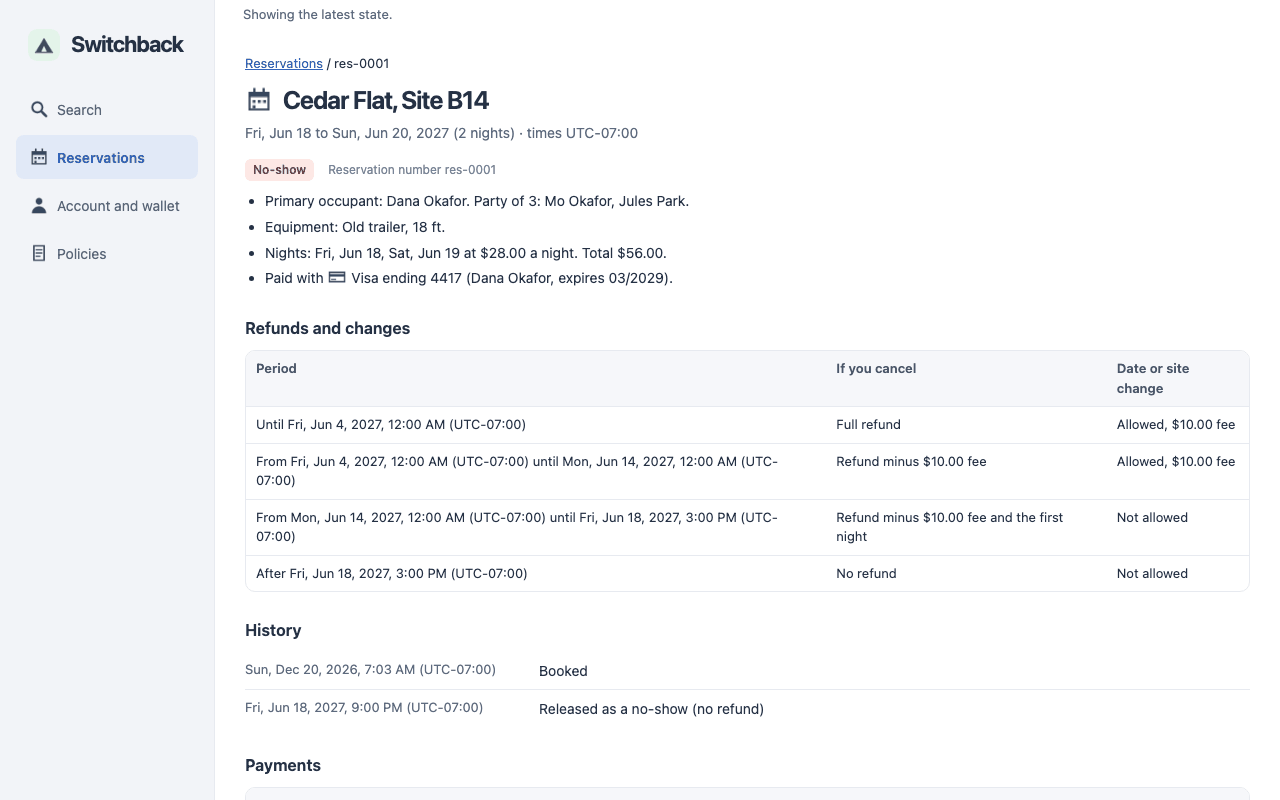 Showing the latest state.
Switchback
Search
Reservations
Account and wallet
Policies
Reservations / res-0001
Cedar Flat, Site B14
Fri, Jun 18 to Sun, Jun 20, 2027 (2 nights) · times UTC-07:00
No-show Reservation number res-0001
• Primary occupant: Dana Okafor. Party of 3: Mo Okafor, Jules Park.
• Equipment: Old trailer, 18 ft.
• Nights: Fri, Jun 18, Sat, Jun 19 at $28.00 a night. Total $56.00.
• Paid with Visa ending 4417 (Dana Okafor, expires 03/2029).
Refunds and changes
Period If you cancel Date or site
change
Until Fri, Jun 4, 2027, 12:00 AM (UTC-07:00) Full refund Allowed, $10.00 fee
From Fri, Jun 4, 2027, 12:00 AM (UTC-07:00) until Mon, Jun 14, 2027, 12:00 AM (UTC- Refund minus $10.00 fee Allowed, $10.00 fee
07:00)
From Mon, Jun 14, 2027, 12:00 AM (UTC-07:00) until Fri, Jun 18, 2027, 3:00 PM (UTC- Refund minus $10.00 fee and the first Not allowed
07:00) night
After Fri, Jun 18, 2027, 3:00 PM (UTC-07:00) No refund Not allowed
History
Sun, Dec 20, 2026, 7:03 AM (UTC-07:00) Booked
Fri, Jun 18, 2027, 9:00 PM (UTC-07:00) Released as a no-show (no refund)
Payments